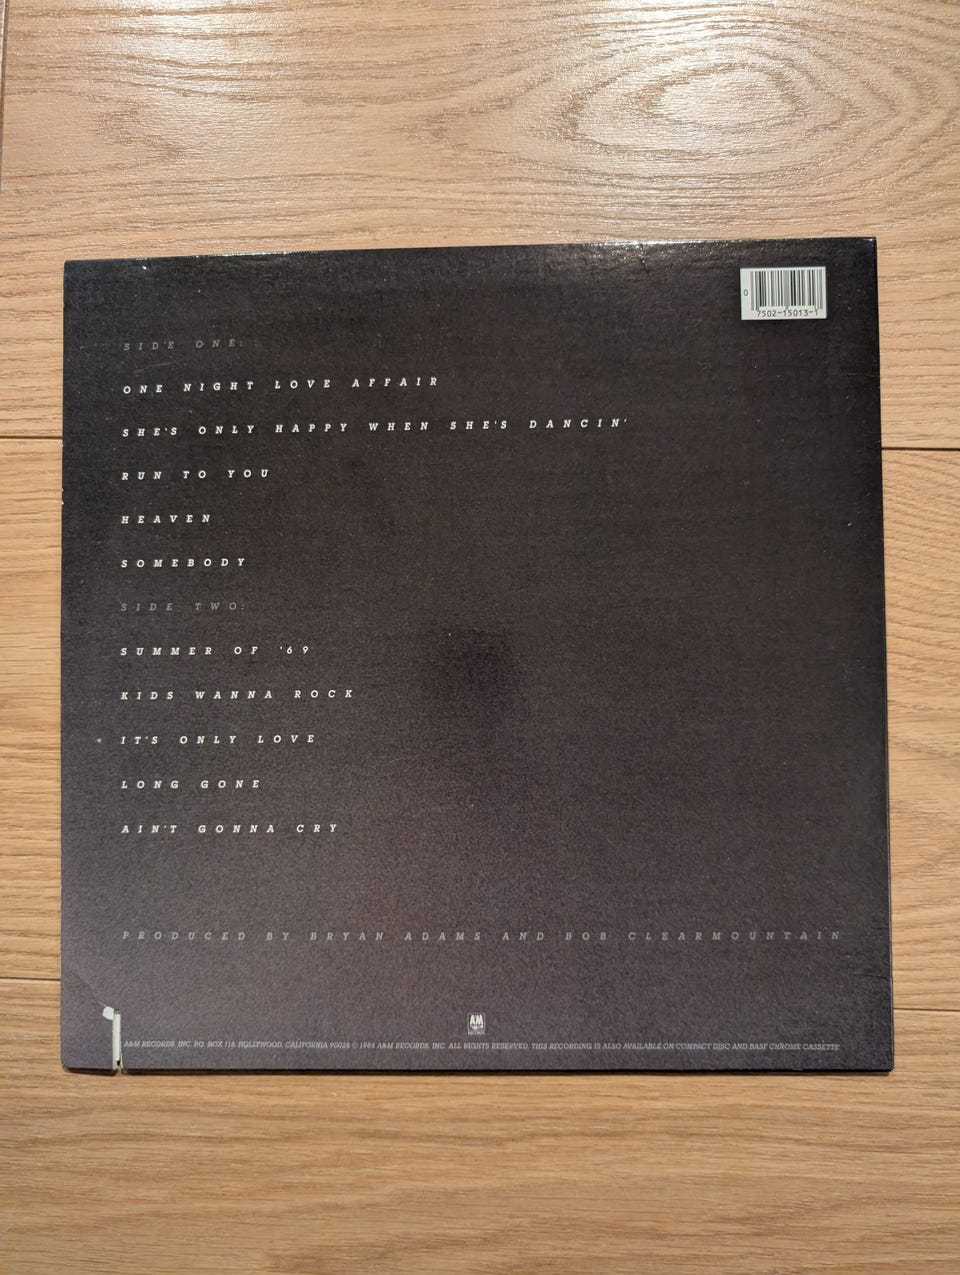 0
7502-15013-1
SIDE ONE:
ONE NIGHT LOVE AFFAIR
SHE'S ONLY HAPPY WHEN SHE'S DANCIN'
RUN TO YOU
HEAVEN
SOMEBODY
SIDE TWO:
SUMMER OF '69
KIDS WANNA ROCK
IT'S ONLY LOVE
LONG GONE
AIN'T GONNA CRY
PRODUCED BY BRYAN ADAMS AND BOB CLEARMOUNTAIN
AM
A&M RECORDS, INC. P.O. BOX 118, HOLLYWOOD, CALIFORNIA 90028 © 1984 A&M RECORDS, INC. ALL RIGHTS RESERVED. THIS RECORDING IS ALSO AVAILABLE ON COMPACT DISC AND BASF CHROME CASSETTE